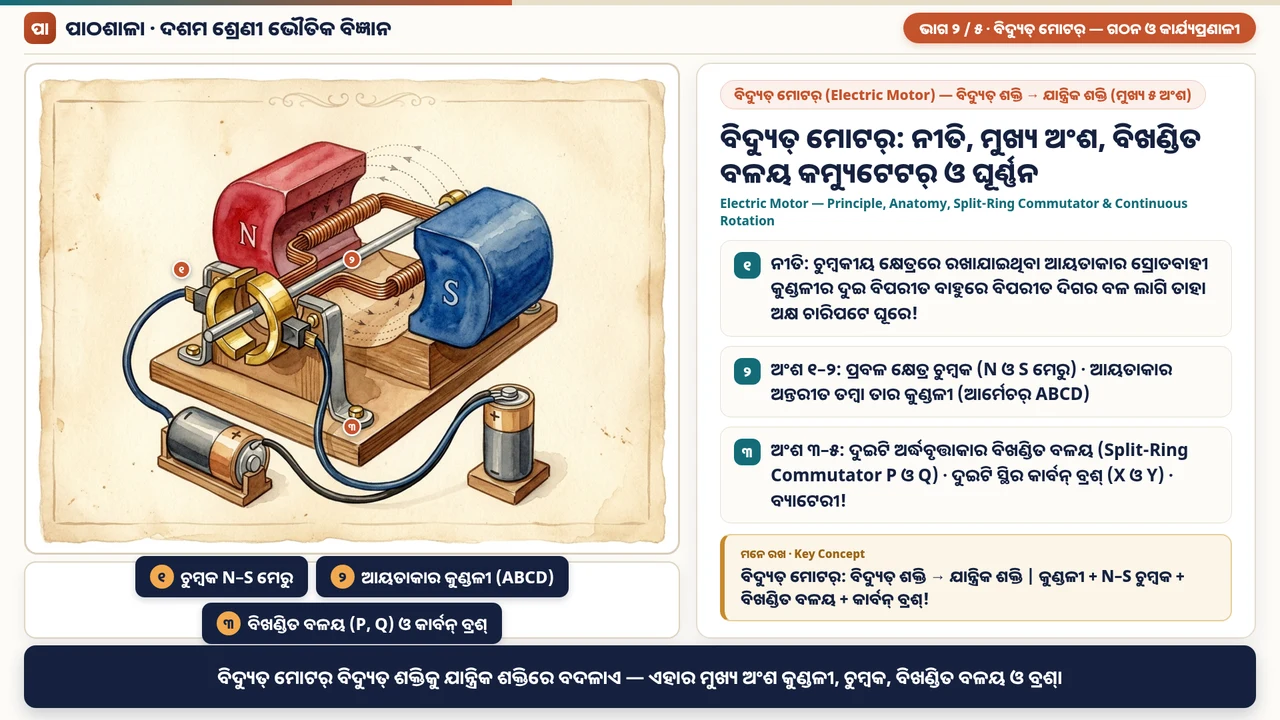 ପା ପାଠଶାଳା · ଦଶମ ଶ୍ରେଣୀ ଭୌତିକ ବିଜ୍ଞାନ
ଭାଗ ୨ / ୫ · ବିଦ୍ୟୁତ୍ ମୋଟର୍ — ଗଠନ ଓ କାର୍ଯ୍ୟପ୍ରଣାଳୀ
N
S
୧
୨
୩
+
+
୧ ଚୁମ୍ବକ N–S ମେରୁ
୨ ଆୟତାକାର କୁଣ୍ଡଳୀ (ABCD)
୩ ବିଖଣ୍ଡିତ ବଳୟ (P, Q) ଓ କାର୍ବନ୍ ବ୍ରଶ୍
ବିଦ୍ୟୁତ୍ ମୋଟର୍ (Electric Motor) — ବିଦ୍ୟୁତ୍ ଶକ୍ତି → ଯାନ୍ତ୍ରିକ ଶକ୍ତି (ମୁଖ୍ୟ ୫ ଅଂଶ)
ବିଦ୍ୟୁତ୍ ମୋଟର୍: ନୀତି, ମୁଖ୍ୟ ଅଂଶ, ବିଖଣ୍ଡିତ
ବଳୟ କମ୍ୟୁଟେଟର୍ ଓ ଘୂର୍ଣ୍ଣନ
Electric Motor — Principle, Anatomy, Split-Ring Commutator & Continuous
Rotation
୧ ନୀତି: ଚୁମ୍ବକୀୟ କ୍ଷେତ୍ରରେ ରଖାଯାଇଥିବା ଆୟତାକାର ସ୍ରୋତବାହୀ
କୁଣ୍ଡଳୀର ଦୁଇ ବିପରୀତ ବାହୁରେ ବିପରୀତ ଦିଗର ବଳ ଲାଗି ତାହା
ଅକ୍ଷ ଚାରିପଟେ ଘୂରେ!
୨ ଅଂଶ ୧–୨: ପ୍ରବଳ କ୍ଷେତ୍ର ଚୁମ୍ବକ (N ଓ S ମେରୁ) · ଆୟତାକାର
ଅନ୍ତରୀତ ତମ୍ବା ତାର କୁଣ୍ଡଳୀ (ଆର୍ମେଚର୍ ABCD)
୩ ଅଂଶ ୩–୫: ଦୁଇଟି ଅର୍ଦ୍ଧବୃତ୍ତାକାର ବିଖଣ୍ଡିତ ବଳୟ (Split-Ring
Commutator P ଓ Q) · ଦୁଇଟି ସ୍ଥିର କାର୍ବନ୍ ବ୍ରଶ୍ (X ଓ Y) ·
ବ୍ୟାଟେରୀ!
ମନେ ରଖ · Key Concept
ବିଦ୍ୟୁତ୍ ମୋଟର୍: ବିଦ୍ୟୁତ୍ ଶକ୍ତି → ଯାନ୍ତ୍ରିକ ଶକ୍ତି | କୁଣ୍ଡଳୀ + N–S ଚୁମ୍ବକ +
ବିଖଣ୍ଡିତ ବଳୟ + କାର୍ବନ୍ ବ୍ରଶ୍!
ବିଦ୍ୟୁତ୍ ମୋଟର୍ ବିଦ୍ୟୁତ୍ ଶକ୍ତିକୁ ଯାନ୍ତ୍ରିକ ଶକ୍ତିରେ ବଦଳାଏ — ଏହାର ମୁଖ୍ୟ ଅଂଶ କୁଣ୍ଡଳୀ, ଚୁମ୍ବକ, ବିଖଣ୍ଡିତ ବଳୟ ଓ ବ୍ରଶ୍।